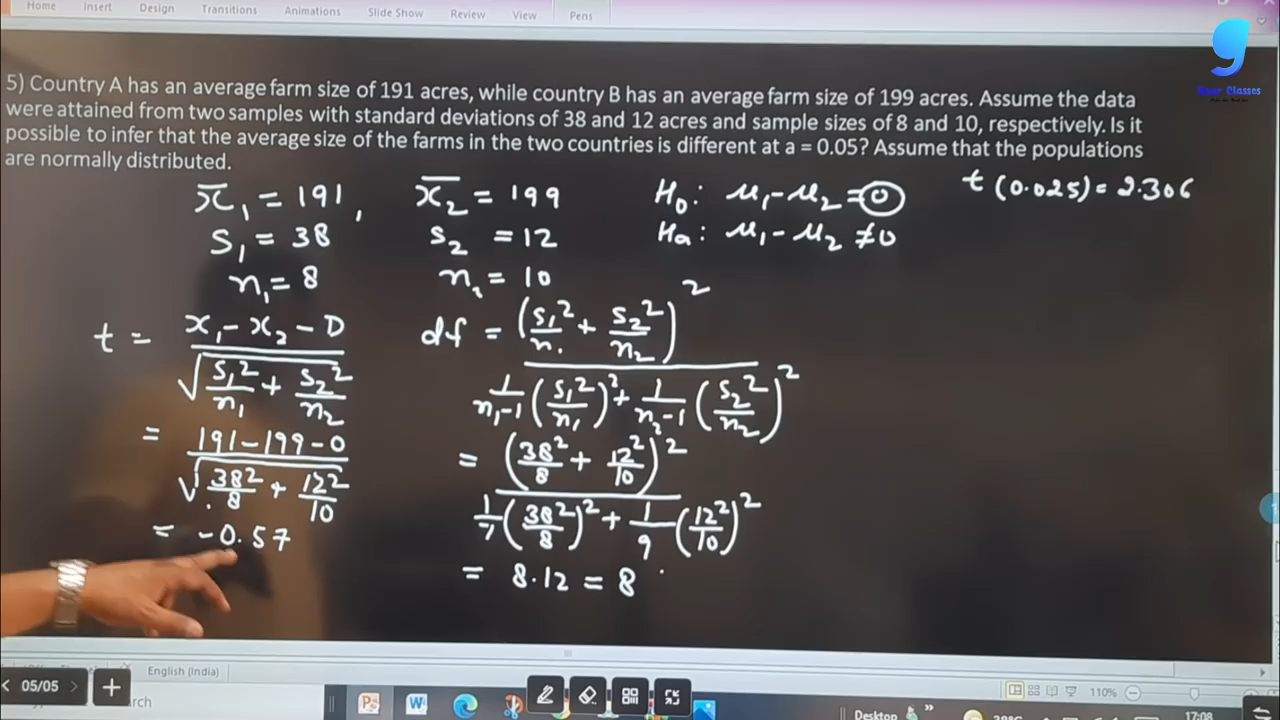 Home Insert Design Transitions Animations Slide Show Review View Pens
Guar Classes
5) Country A has an average farm size of 191 acres, while country B has an average farm size of 199 acres. Assume the data
were attained from two samples with standard deviations of 38 and 12 acres and sample sizes of 8 and 10, respectively. Is it
possible to infer that the average size of the farms in the two countries is different at a = 0.05? Assume that the populations
are normally distributed.
x̄₁ = 191, x̄₂ = 199 H₀: μ₁ - μ₂ = 0 t(0.025) = 2.306
s₁ = 38 s₂ = 12 Hₐ: μ₁ - μ₂ ≠ 0
n₁ = 8 n₂ = 10
t = (x₁ - x₂ - D) / √(s₁²/n₁ + s₂²/n₂) df = (s₁²/n₁ + s₂²/n₂)² / (1/(n₁-1) (s₁²/n₁)² + 1/(n₂-1) (s₂²/n₂)²)
= (191 - 199 - 0) / √(38²/8 + 122/10) = (38²/8 + 12²/10)² / (1/7 (38²/8)² + 1/9 (12²/10)²)
= -0.57 = 8.12 = 8
English (India)
05/05
110%
Desktop
17:08